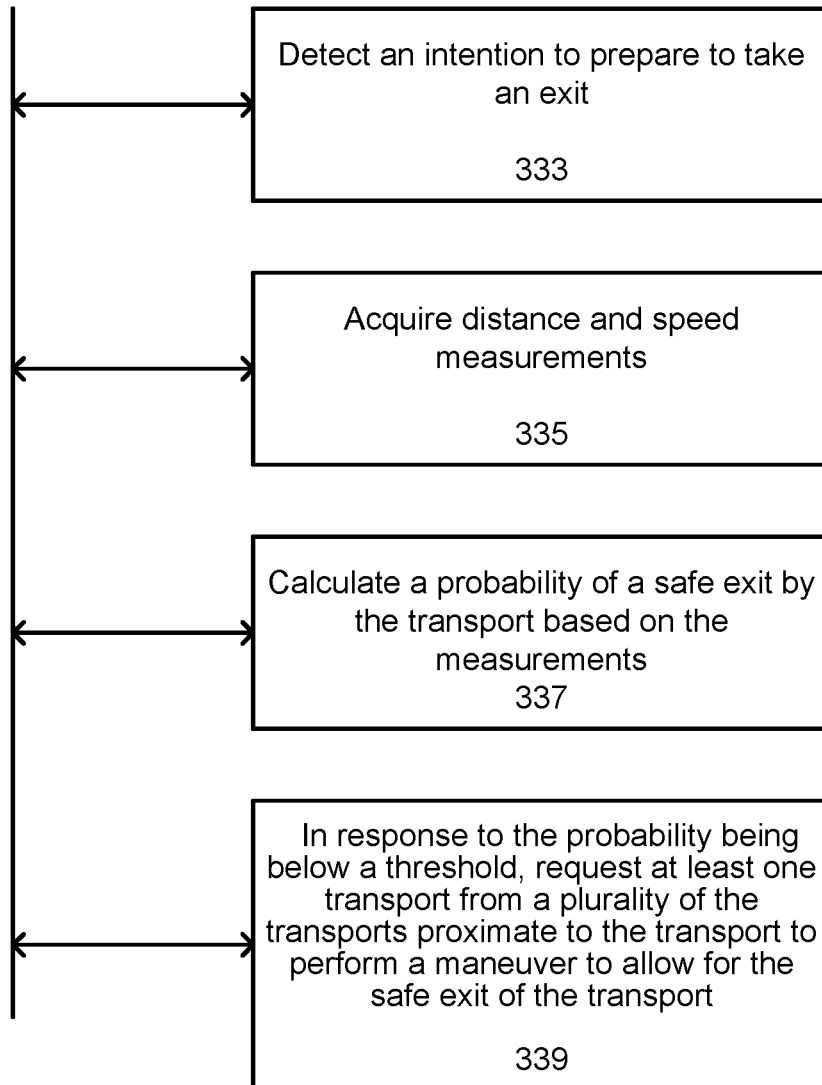 Detect an intention to prepare to take
an exit
333
Acquire distance and speed
measurements
335
Calculate a probability of a safe exit by
the transport based on the
measurements
337
In response to the probability being
below a threshold, request at least one
transport from a plurality of the
transports proximate to the transport to
perform a maneuver to allow for the
safe exit of the transport
339